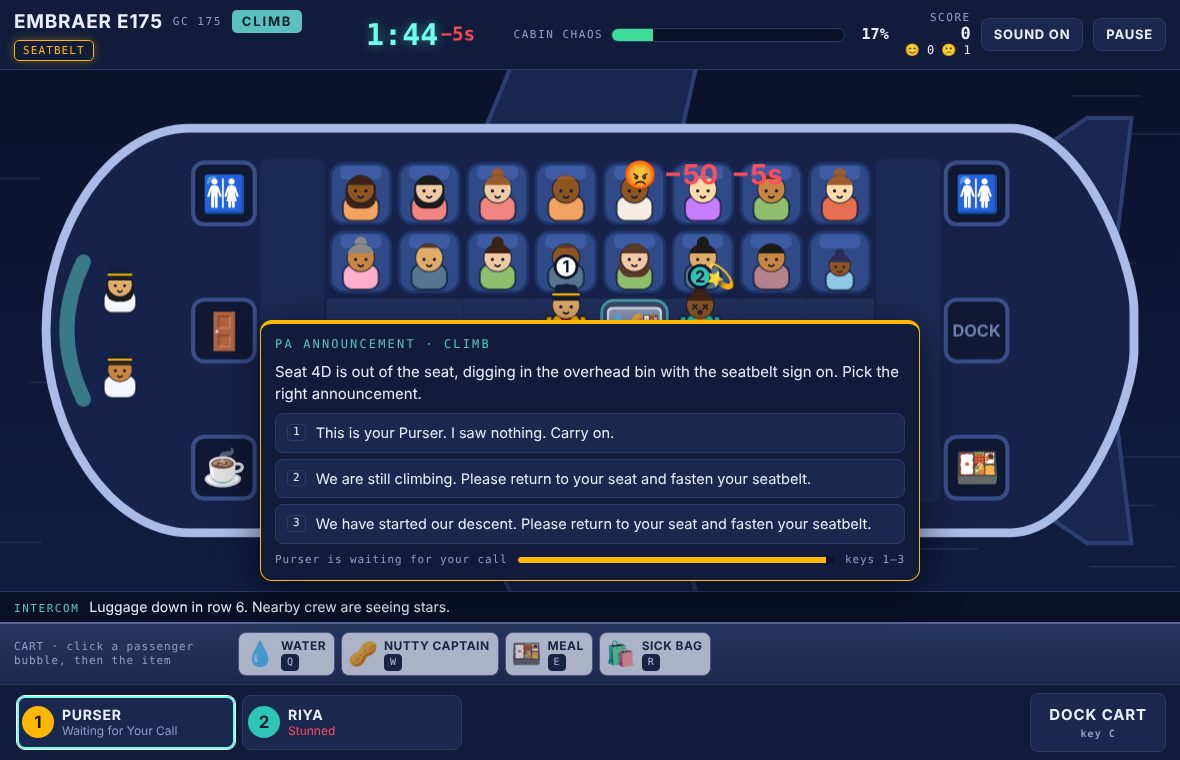 EMBRAER E175 GC 175 CLIMB
SEATBELT
1:44 −5s
CABIN CHAOS 17%
SCORE
0
0 1
SOUND ON
PAUSE
−50 −5s
1
2
DOCK
PA ANNOUNCEMENT · CLIMB
Seat 4D is out of the seat, digging in the overhead bin with the seatbelt sign on. Pick the
right announcement.
1 This is your Purser. I saw nothing. Carry on.
2 We are still climbing. Please return to your seat and fasten your seatbelt.
3 We have started our descent. Please return to your seat and fasten your seatbelt.
Purser is waiting for your call keys 1–3
INTERCOM Luggage down in row 6. Nearby crew are seeing stars.
CART · click a passenger
bubble, then the item
WATER
Q
NUTTY CAPTAIN
W
MEAL
E
SICK BAG
R
1 PURSER
Waiting for Your Call
2 RIYA
Stunned
DOCK CART
key C